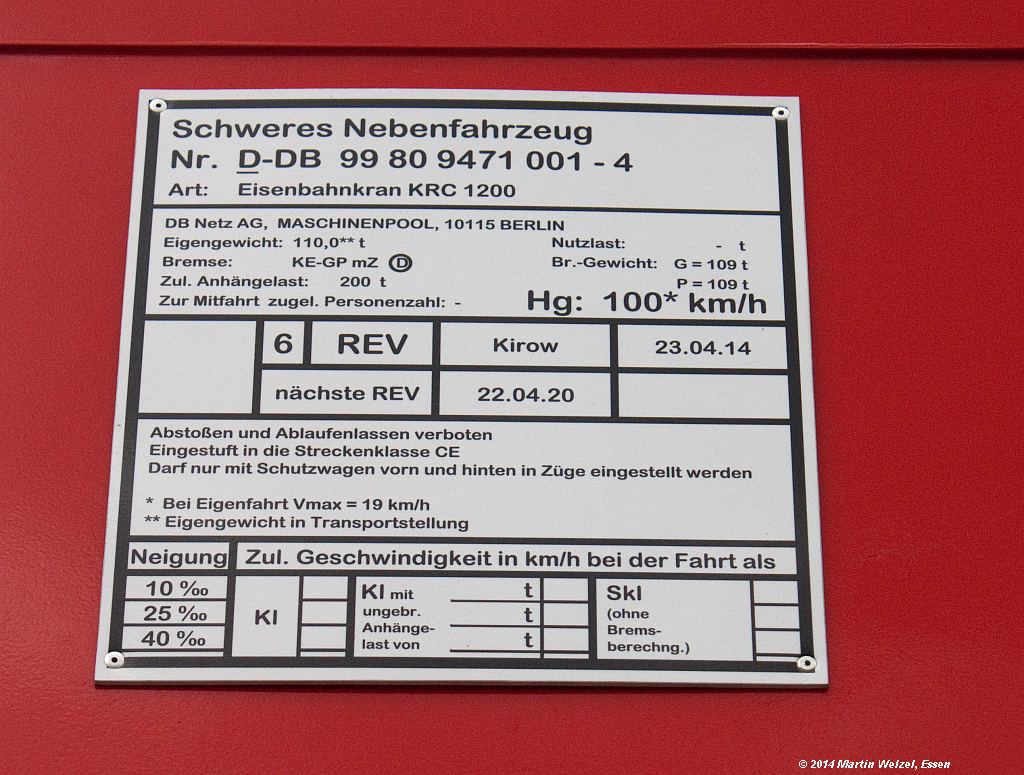 Schweres Nebenfahrzeug
Nr. D-DB 99 80 9471 001 - 4
Art: Eisenbahnkran KRC 1200
DB Netz AG, MASCHINENPOOL, 10115 BERLIN
Eigengewicht: 110,0** t Nutzlast: - t
Bremse: KE-GP mZ Ⓓ Br.-Gewicht: G = 109 t
Zul. Anhängelast: 200 t P = 109 t
Zur Mitfahrt zugel. Personenzahl: - Hg: 100* km/h
6 REV Kirow 23.04.14
nächste REV 22.04.20
Abstoßen und Ablaufenlassen verboten
Eingestuft in die Streckenklasse CE
Darf nur mit Schutzwagen vorn und hinten in Züge eingestellt werden
* Bei Eigenfahrt Vmax = 19 km/h
** Eigengewicht in Transportstellung
Neigung Zul. Geschwindigkeit in km/h bei der Fahrt als
10 ‰
25 ‰
40 ‰
Kl
Kl mit
ungebr.
Anhänge-
last von
t
t
t
Skl
(ohne
Brems-
berechng.)
© 2014 Martin Welzel, Essen